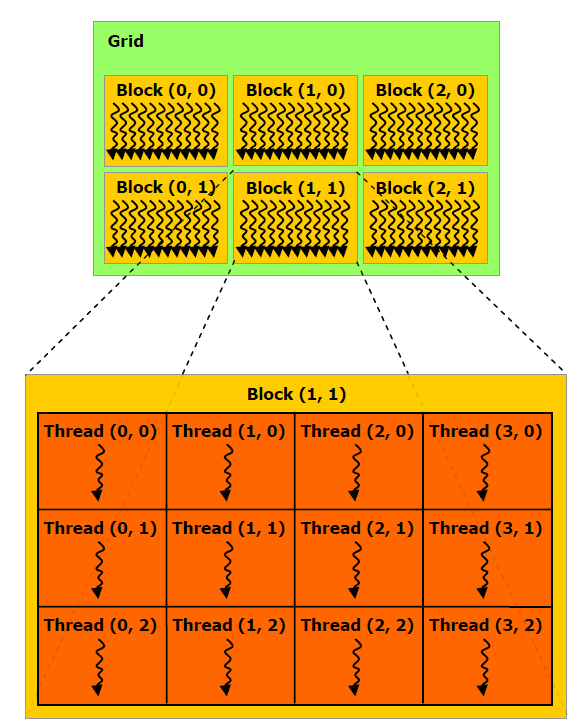 Grid
Block (0, 0) Block (1, 0) Block (2, 0)
Block (0, 1) Block (1, 1) Block (2, 1)
Block (1, 1)
Thread (0, 0) Thread (1, 0) Thread (2, 0) Thread (3, 0)
Thread (0, 1) Thread (1, 1) Thread (2, 1) Thread (3, 1)
Thread (0, 2) Thread (1, 2) Thread (2, 2) Thread (3, 2)